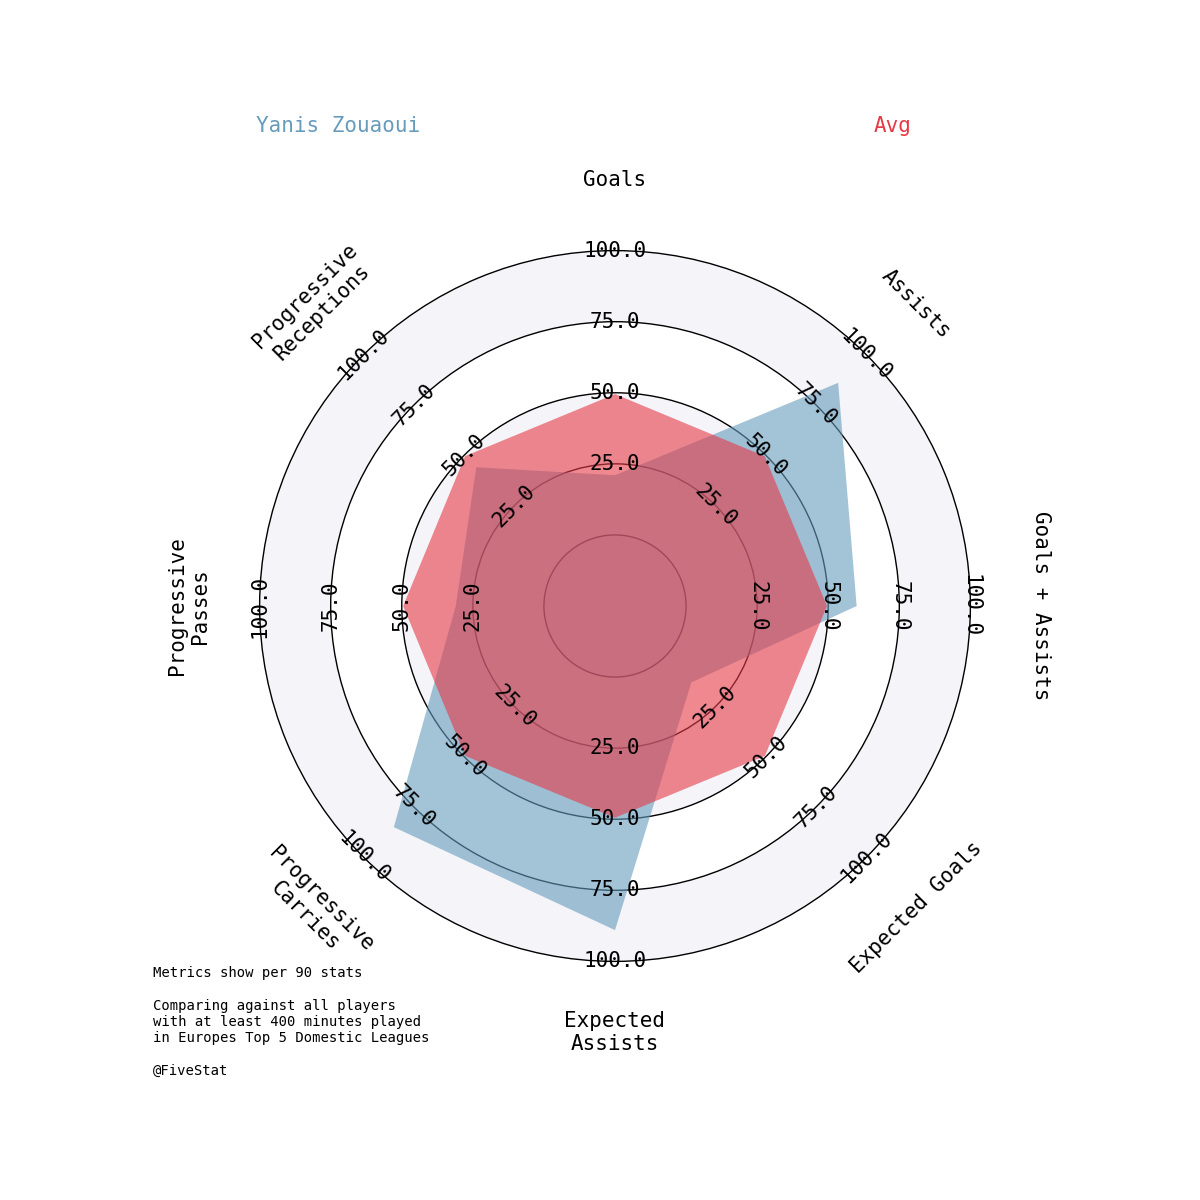 Yanis Zouaoui
Avg
Goals
100.0
75.0
50.0
25.0
Assists
100.0
75.0
50.0
25.0
Goals + Assists
100.0
75.0
50.0
25.0
Expected Goals
100.0
75.0
50.0
25.0
Expected
Assists
100.0
75.0
50.0
25.0
Progressive
Carries
100.0
75.0
50.0
25.0
Progressive
Passes
100.0
75.0
50.0
25.0
Progressive
Receptions
100.0
75.0
50.0
25.0
Metrics show per 90 stats
Comparing against all players
with at least 400 minutes played
in Europes Top 5 Domestic Leagues
@FiveStat